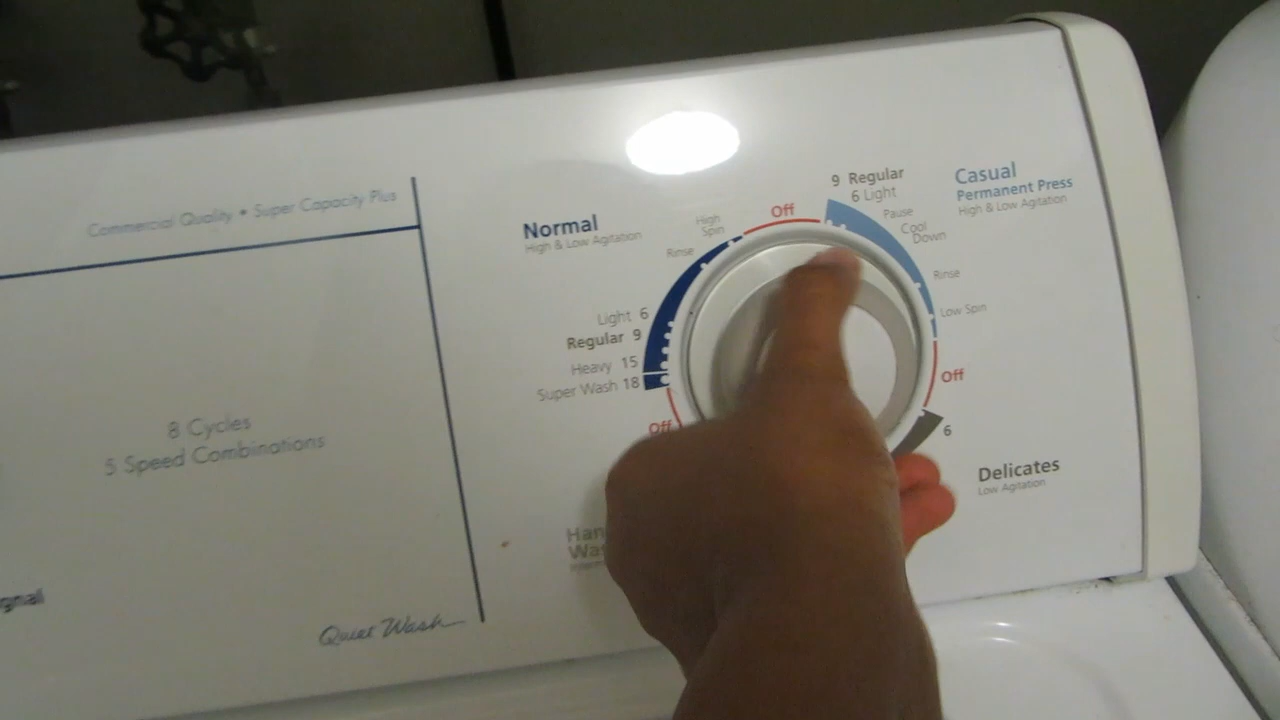 Commercial Quality • Super Capacity Plus
8 Cycles
5 Speed Combinations
Quiet Wash
Normal
High & Low Agitation
High
Spin
Rinse
Light 6
Regular 9
Heavy 15
Super Wash 18
Off
Off
9 Regular
6 Light
Pause
Cool
Down
Rinse
Low Spin
Casual
Permanent Press
High & Low Agitation
Off
6
Delicates
Low Agitation